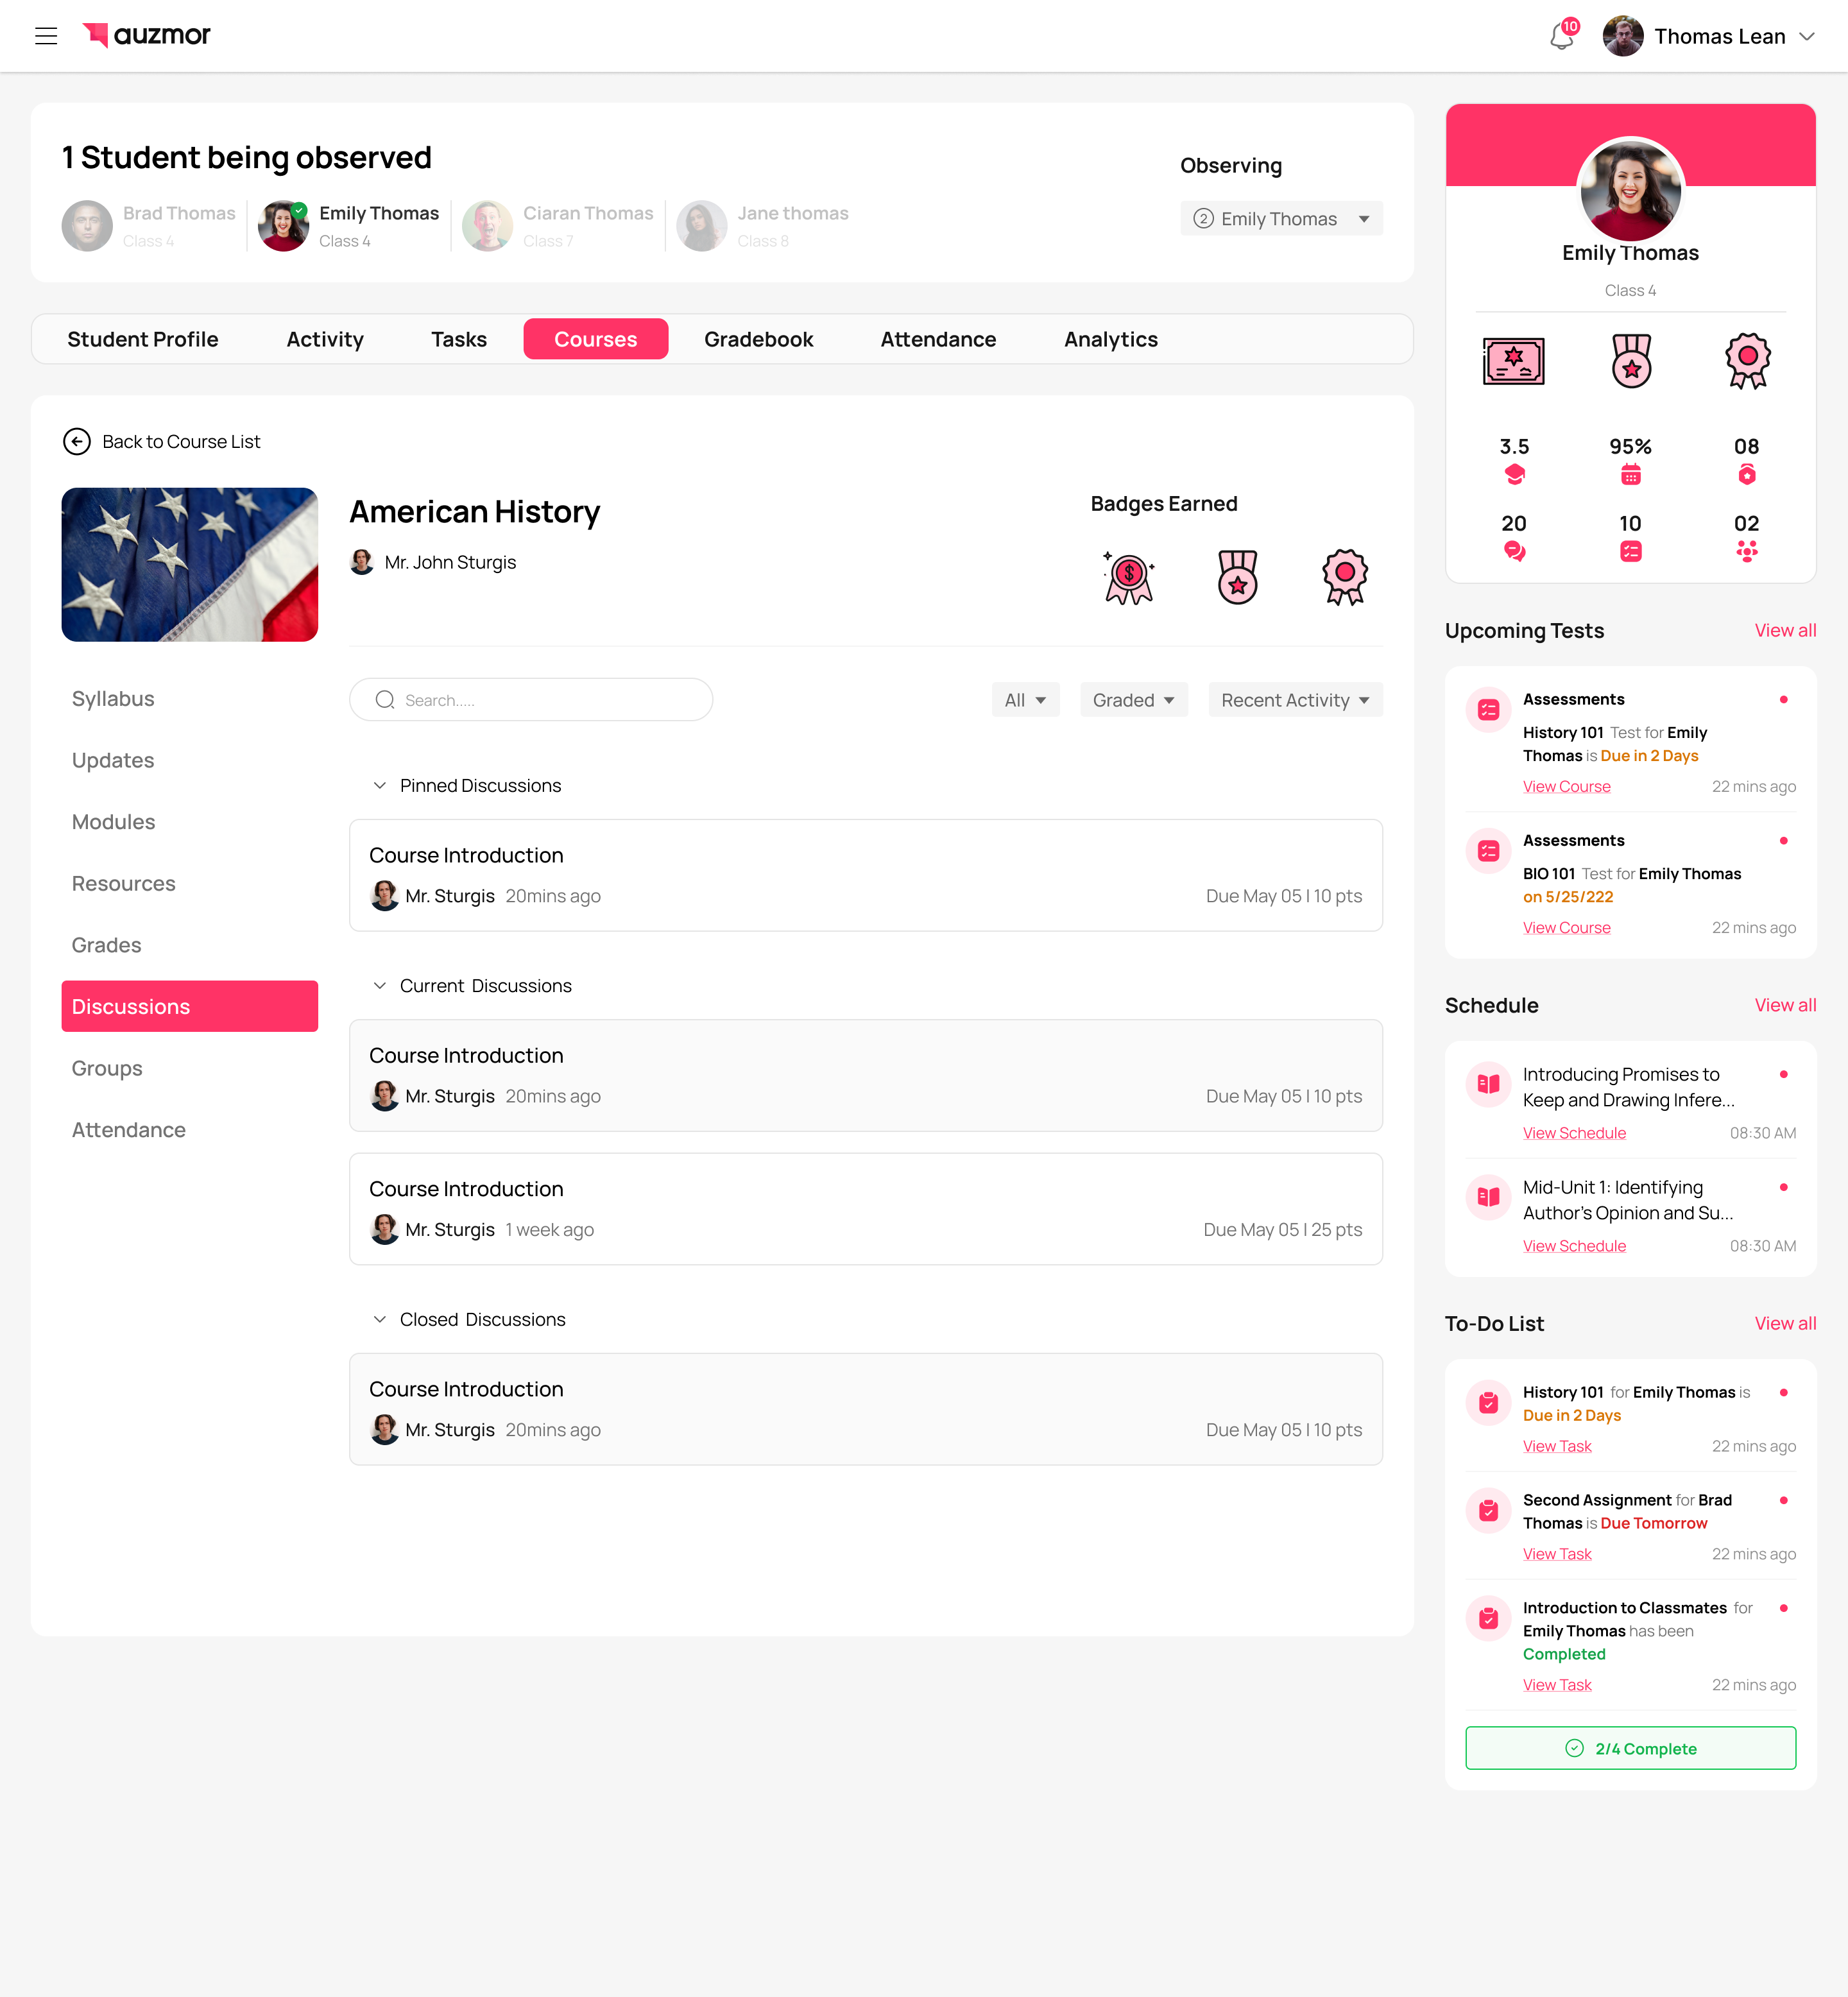 auzmor
10
Thomas Lean
1 Student being observed
Brad Thomas
Class 4
Emily Thomas
Class 4
Ciaran Thomas
Class 7
Jane thomas
Class 8
Observing
2 Emily Thomas
Student Profile
Activity
Tasks
Courses
Gradebook
Attendance
Analytics
Back to Course List
American History
Mr. John Sturgis
Badges Earned
$
Syllabus
Updates
Modules
Resources
Grades
Discussions
Groups
Attendance
Search.....
All
Graded
Recent Activity
Pinned Discussions
Course Introduction
Mr. Sturgis 20mins ago
Due May 05 | 10 pts
Current Discussions
Course Introduction
Mr. Sturgis 20mins ago
Due May 05 | 10 pts
Course Introduction
Mr. Sturgis 1 week ago
Due May 05 | 25 pts
Closed Discussions
Course Introduction
Mr. Sturgis 20mins ago
Due May 05 | 10 pts
Emily Thomas
Class 4
3.5
95%
08
20
10
02
Upcoming Tests
View all
Assessments
History 101 Test for Emily
Thomas is Due in 2 Days
View Course
22 mins ago
Assessments
BIO 101 Test for Emily Thomas
on 5/25/222
View Course
22 mins ago
Schedule
View all
Introducing Promises to
Keep and Drawing Infere...
View Schedule
08:30 AM
Mid-Unit 1: Identifying
Author's Opinion and Su...
View Schedule
08:30 AM
To-Do List
View all
History 101 for Emily Thomas is
Due in 2 Days
View Task
22 mins ago
Second Assignment for Brad
Thomas is Due Tomorrow
View Task
22 mins ago
Introduction to Classmates for
Emily Thomas has been
Completed
View Task
22 mins ago
2/4 Complete